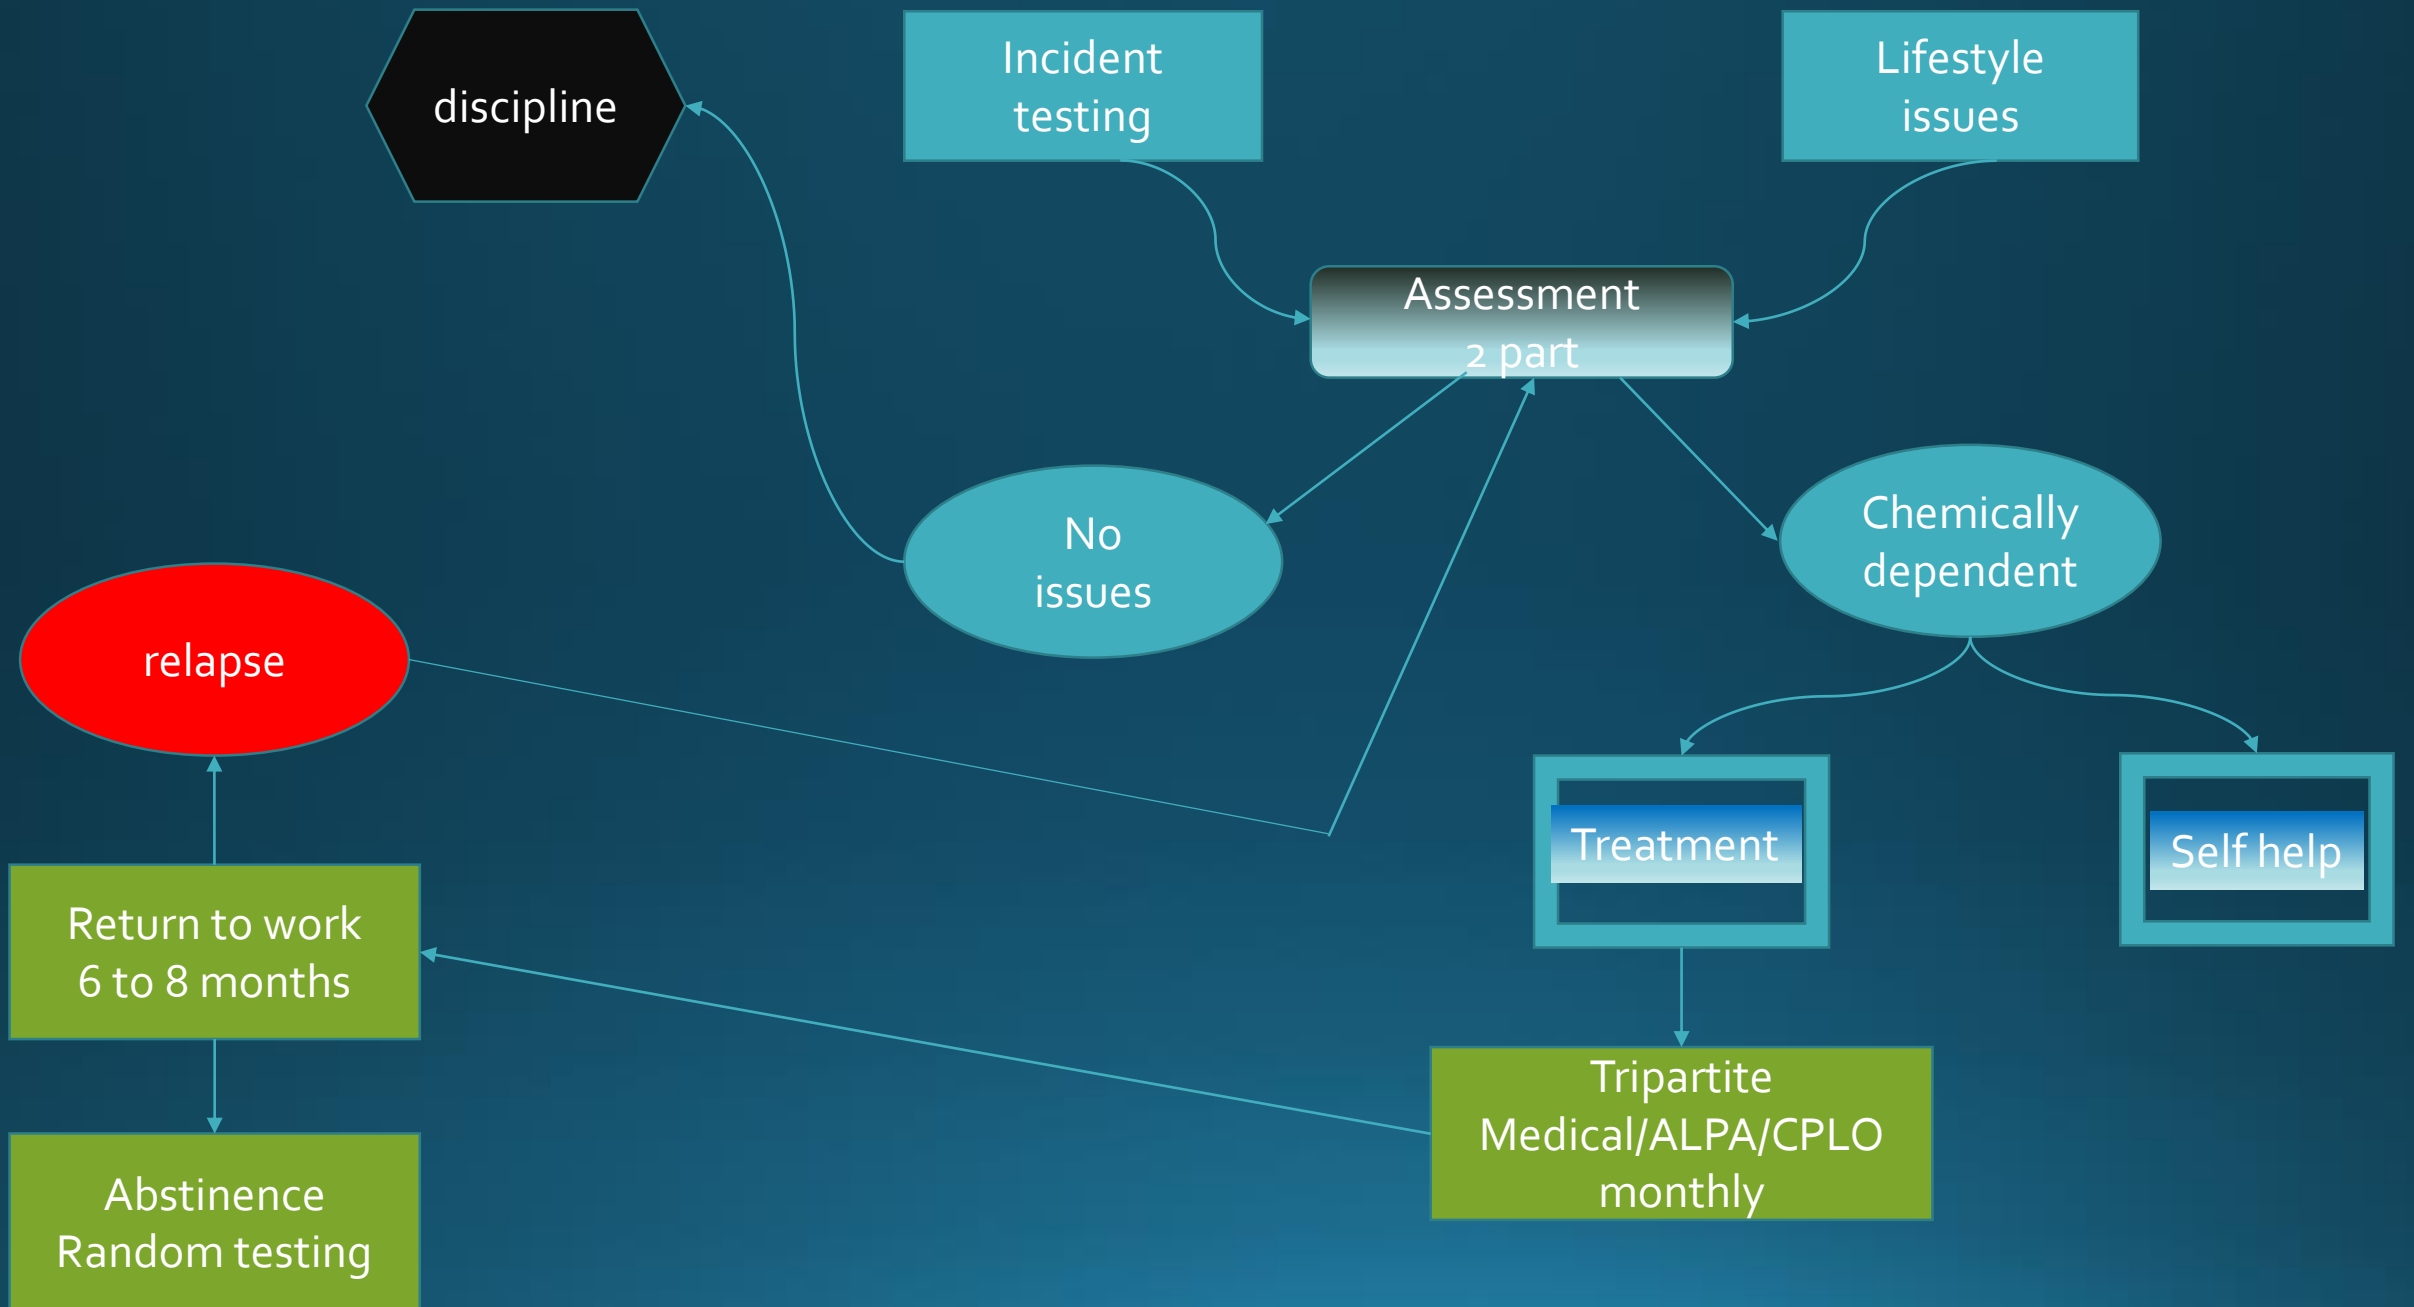 discipline
Incident
testing
Lifestyle
issues
Assessment
2 part
No
issues
Chemically
dependent
relapse
Treatment
Self help
Return to work
6 to 8 months
Tripartite
Medical/ALPA/CPLO
monthly
Abstinence
Random testing